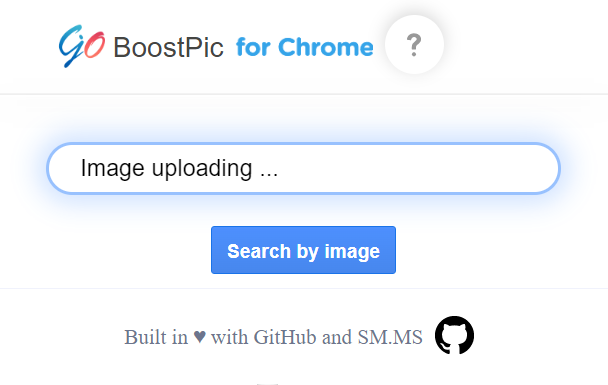 GO BoostPic for Chrome ?
Image uploading ...
Search by image
Built in ♥ with GitHub and SM.MS